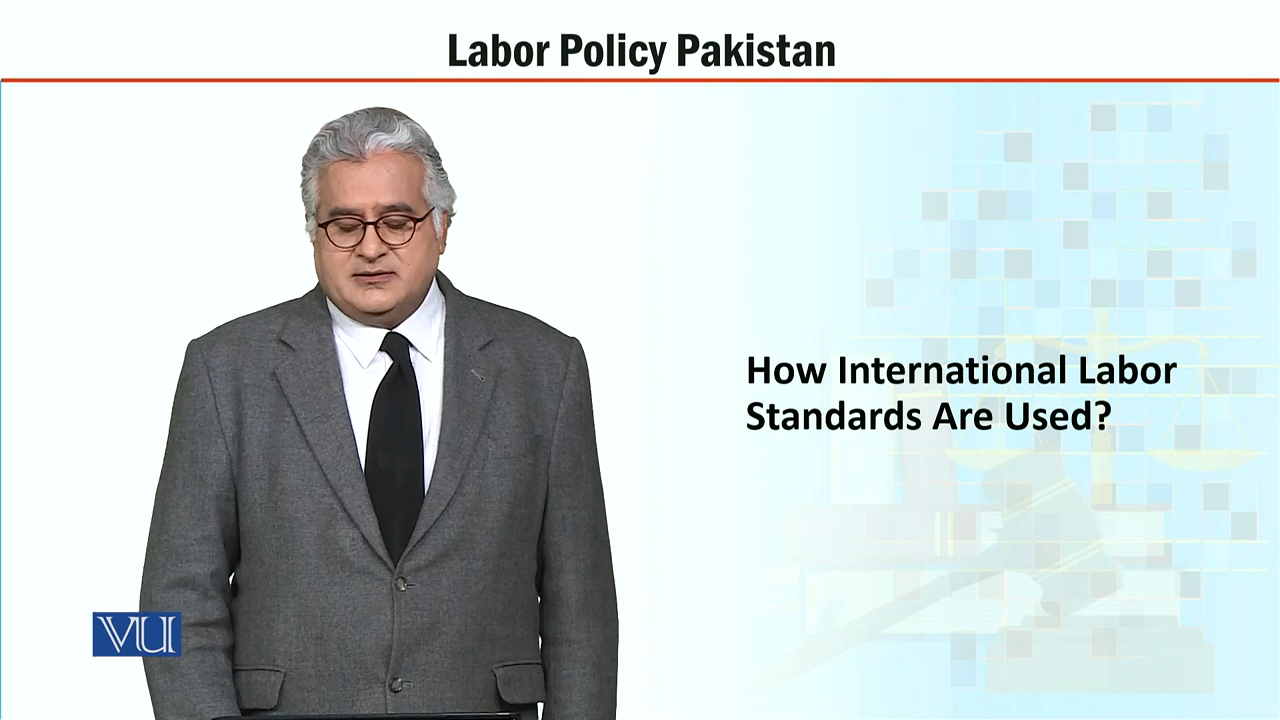 Labor Policy Pakistan
How International Labor
Standards Are Used?
VU